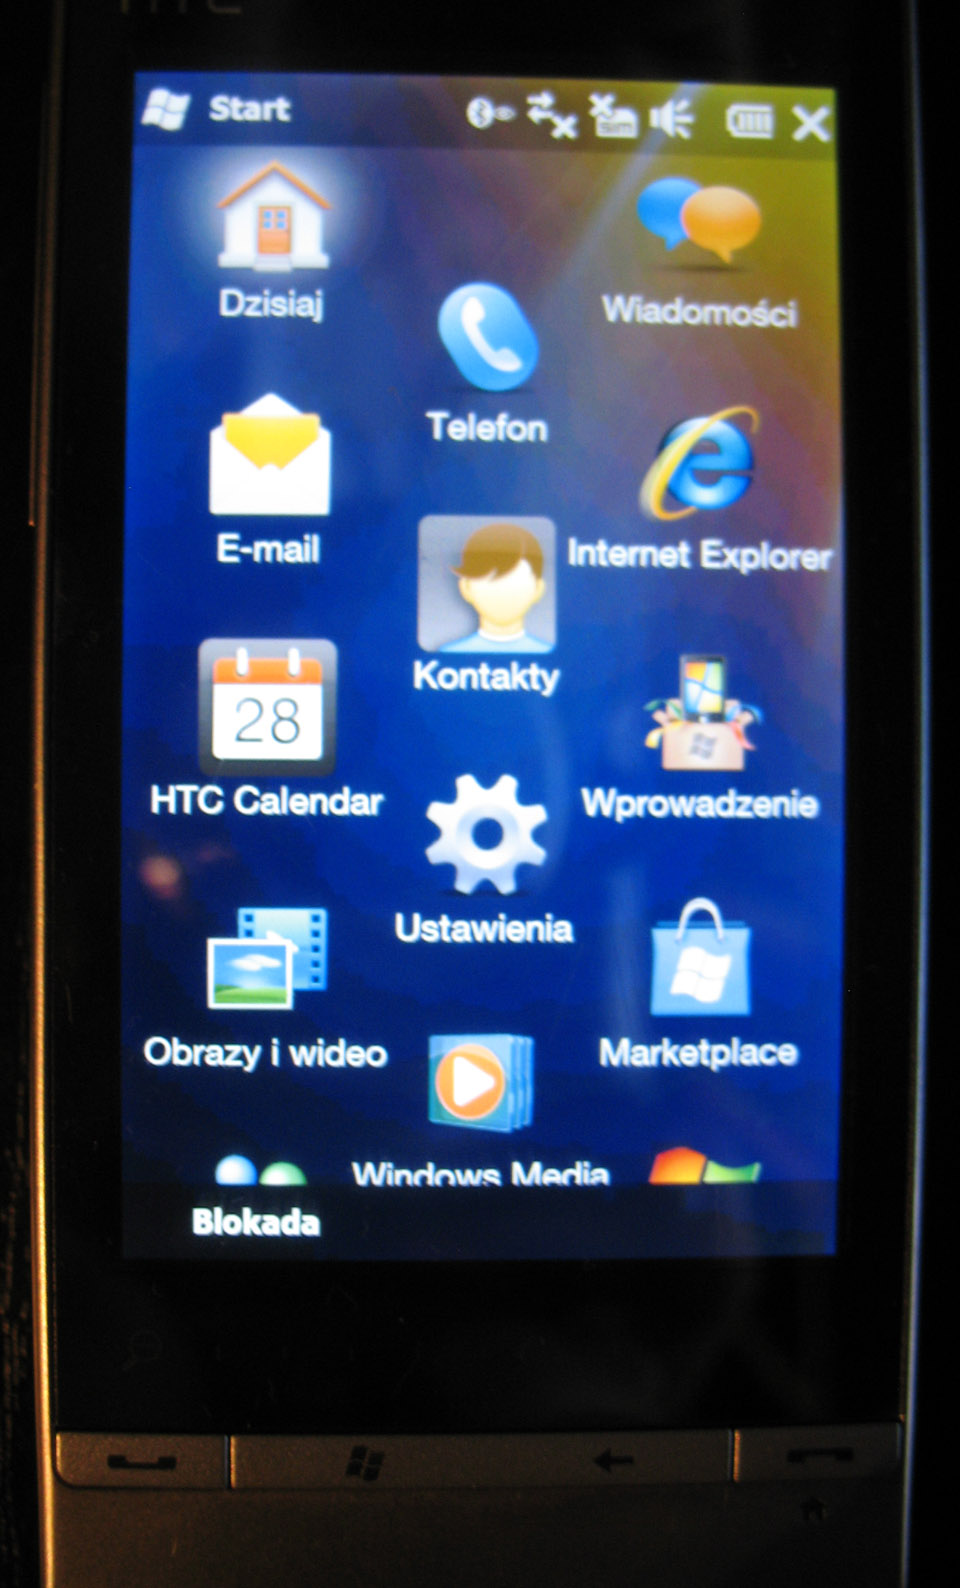 Start
sim
Dzisiaj
Wiadomości
Telefon
E-mail
Internet Explorer
Kontakty
28
HTC Calendar
Wprowadzenie
Ustawienia
Obrazy i wideo
Marketplace
Windows Media
Blokada